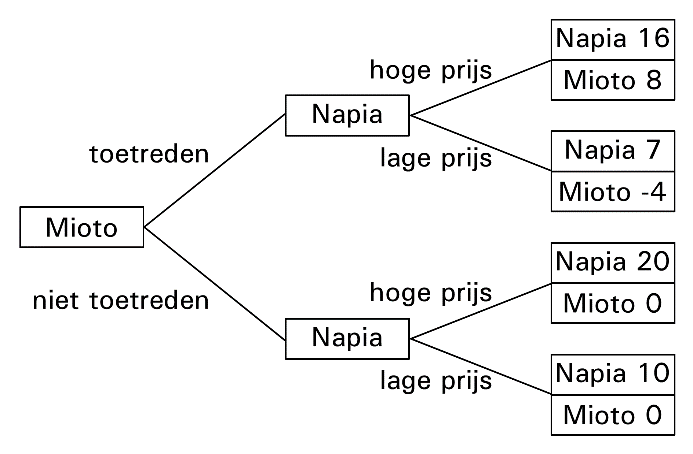 Napia 16
hoge prijs
Mioto 8
Napia
toetreden
lage prijs
Napia 7
Mioto -4
Mioto
niet toetreden
hoge prijs
Napia 20
Mioto 0
Napia
lage prijs
Napia 10
Mioto 0